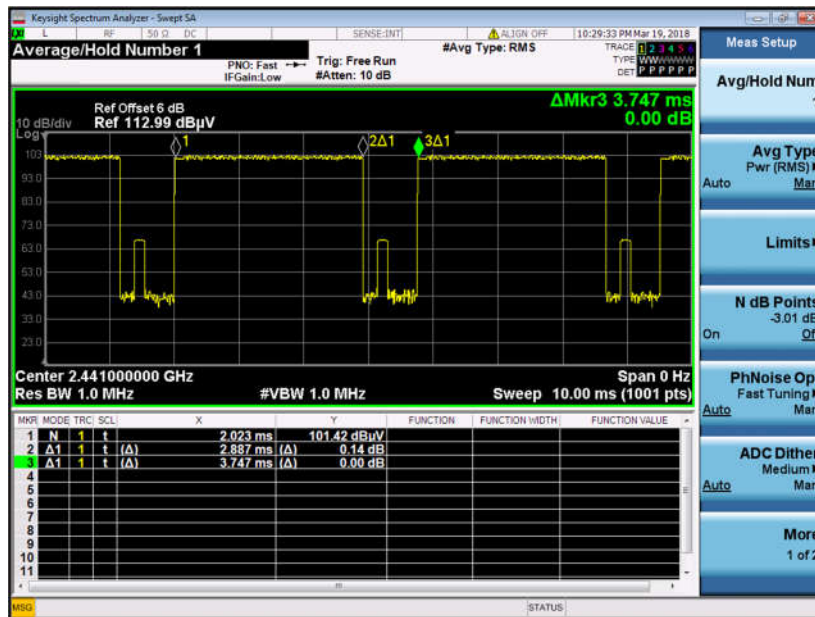 Keysight Spectrum Analyzer - Swept SA
LXI L RF 50 Ω DC SENSE:INT ALIGN OFF 10:29:33 PM Mar 19, 2018
Average/Hold Number 1
PNO: Fast
IFGain:Low
Trig: Free Run
#Atten: 10 dB
#Avg Type: RMS
TRACE 1 2 3 4 5 6
TYPE WWWWWW
DET P P P P P P
Ref Offset 6 dB
10 dB/div Ref 112.99 dBµV
ΔMkr3 3.747 ms
0.00 dB
Log
1
2Δ1
3Δ1
103
93.0
83.0
73.0
63.0
53.0
43.0
33.0
23.0
Center 2.441000000 GHz Span 0 Hz
Res BW 1.0 MHz #VBW 1.0 MHz Sweep 10.00 ms (1001 pts)
MKR MODE TRC SCL X Y FUNCTION FUNCTION WIDTH FUNCTION VALUE
1 N 1 t 2.023 ms 101.42 dBµV
2 Δ1 1 t (Δ) 2.887 ms (Δ) 0.14 dB
3 Δ1 1 t (Δ) 3.747 ms (Δ) 0.00 dB
4
5
6
7
8
9
10
11
MSG STATUS
Meas Setup
Avg/Hold Num
1
Avg Type
Pwr (RMS)
Auto Man
Limits
N dB Points
-3.01 dB
On Of
PhNoise Op
Fast Tuning
Auto Man
ADC Dither
Medium
Auto Man
More
1 of 2